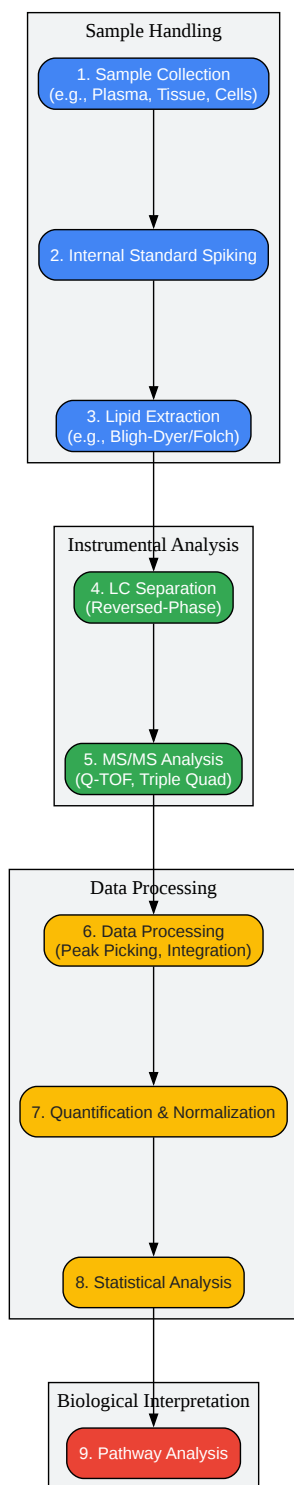 Sample Handling
1. Sample Collection
(e.g., Plasma, Tissue, Cells)
2. Internal Standard Spiking
3. Lipid Extraction
(e.g., Bligh-Dyer/Folch)
Instrumental Analysis
4. LC Separation
(Reversed-Phase)
5. MS/MS Analysis
(Q-TOF, Triple Quad)
Data Processing
6. Data Processing
(Peak Picking, Integration)
7. Quantification & Normalization
8. Statistical Analysis
Biological Interpretation
9. Pathway Analysis